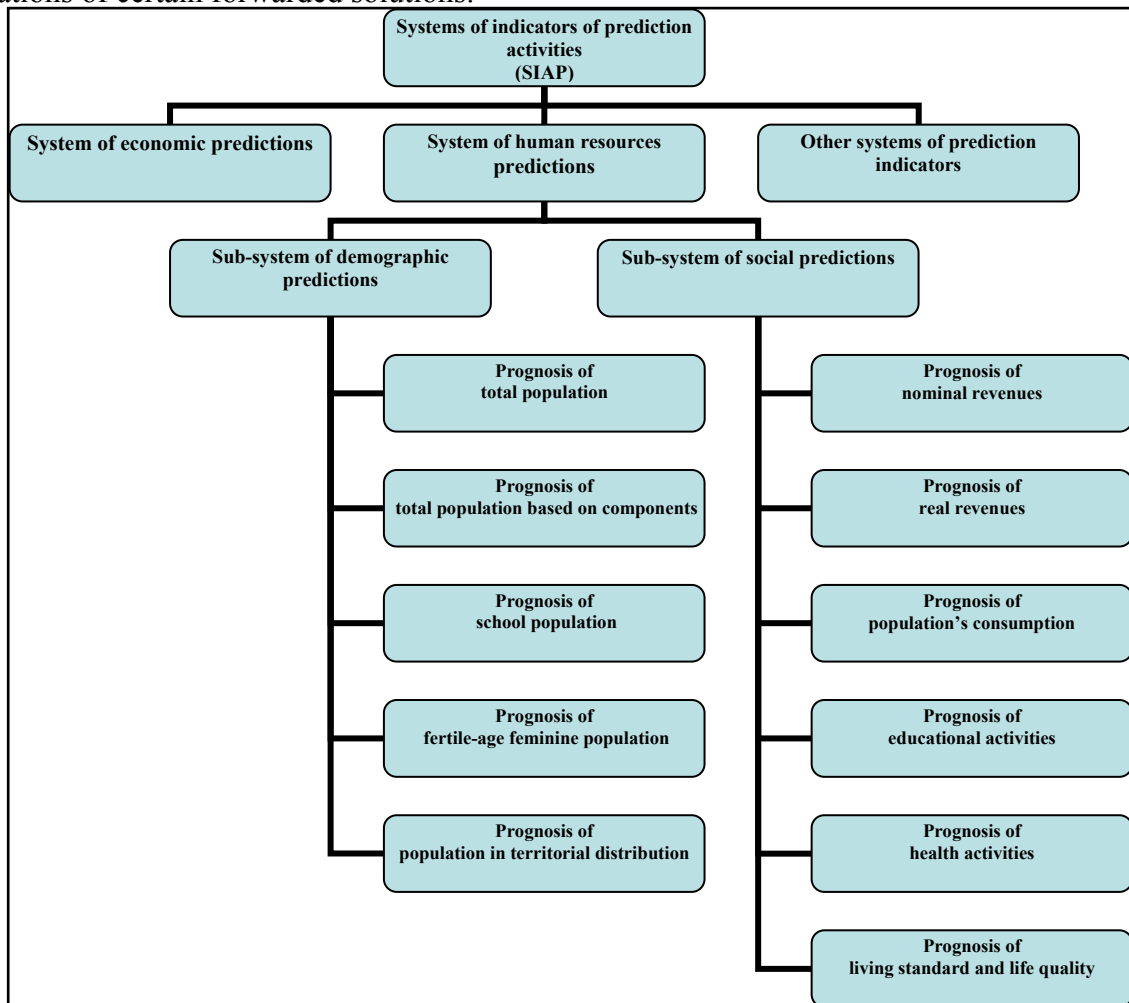 ations of certain forwarded solutions.
Systems of indicators of prediction
activities
(SIAP)
System of economic predictions
System of human resources
predictions
Other systems of prediction
indicators
Sub-system of demographic
predictions
Sub-system of social predictions
Prognosis of
total population
Prognosis of
nominal revenues
Prognosis of
total population based on components
Prognosis of
real revenues
Prognosis of
school population
Prognosis of
population’s consumption
Prognosis of
fertile-age feminine population
Prognosis of
educational activities
Prognosis of
population in territorial distribution
Prognosis of
health activities
Prognosis of
living standard and life quality